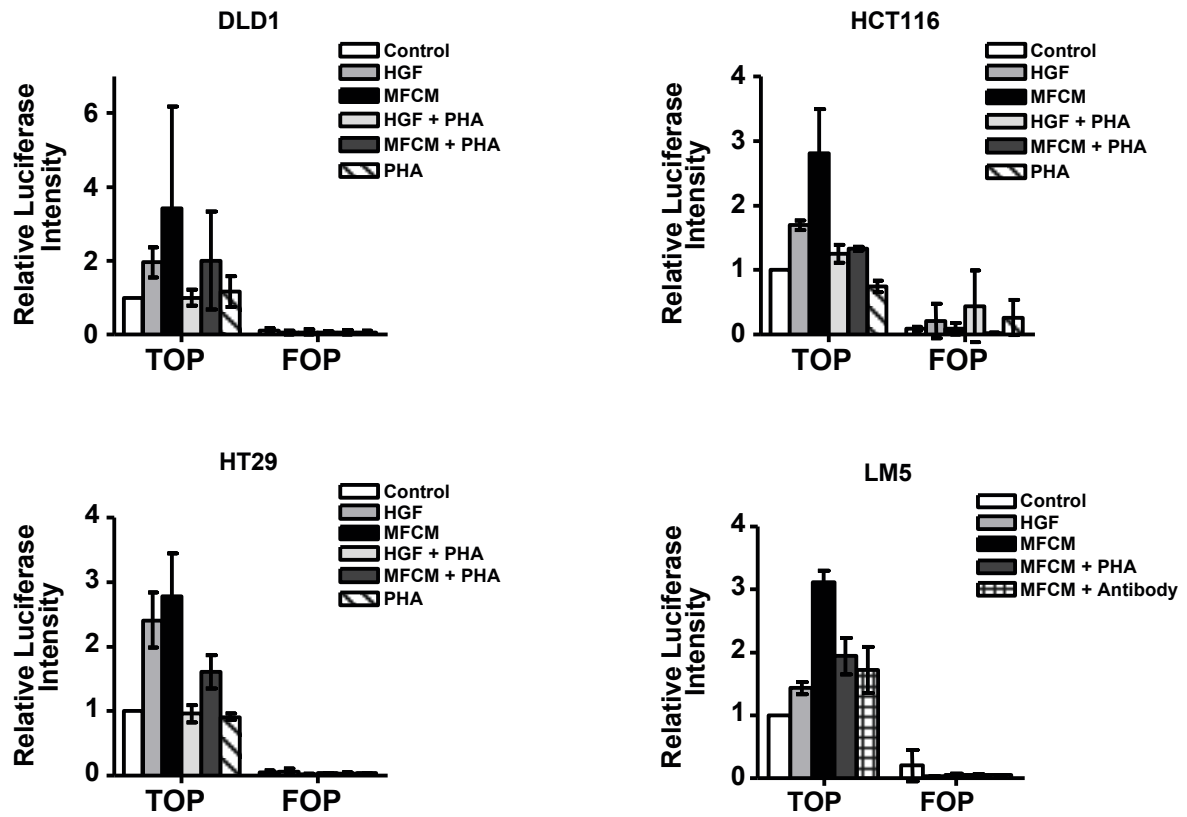 DLD1
Control
HGF
MFCM
HGF + PHA
MFCM + PHA
PHA
Relative Luciferase
Intensity
6
4
2
0
TOP
FOP
HCT116
Control
HGF
MFCM
HGF + PHA
MFCM + PHA
PHA
Relative Luciferase
Intensity
4
3
2
1
0
TOP
FOP
HT29
Control
HGF
MFCM
HGF + PHA
MFCM + PHA
PHA
Relative Luciferase
Intensity
4
3
2
1
0
TOP
FOP
LM5
Control
HGF
MFCM
MFCM + PHA
MFCM + Antibody
Relative Luciferase
Intensity
4
3
2
1
0
TOP
FOP